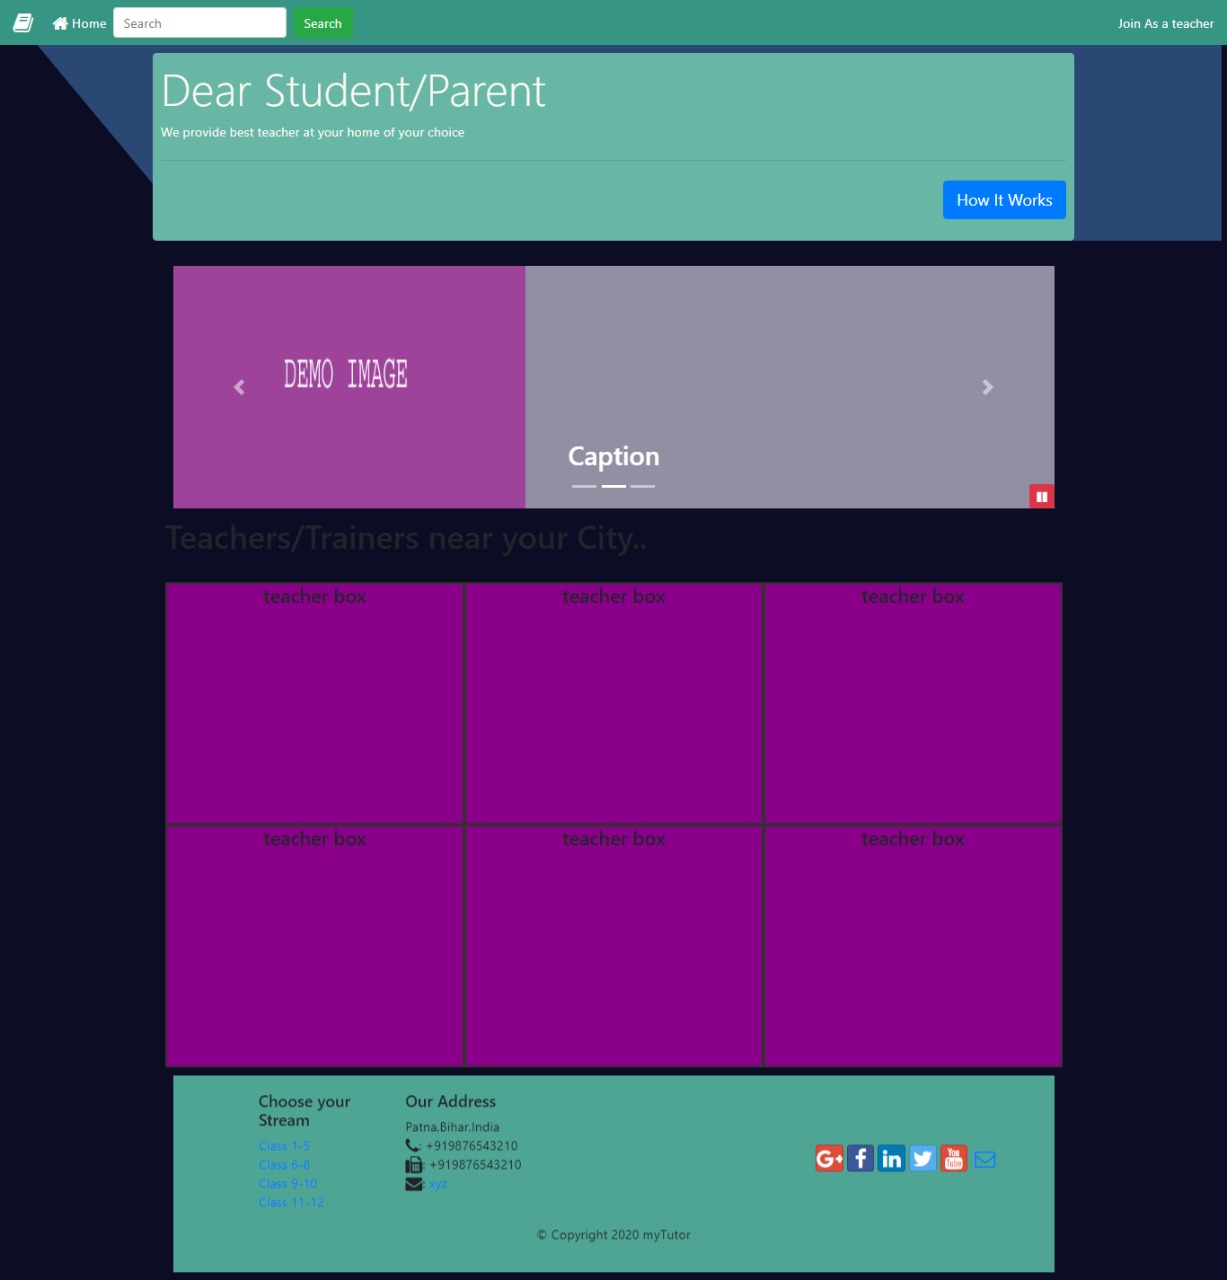 Home Search Search Join As a teacher
Dear Student/Parent
We provide best teacher at your home of your choice
How It Works
DEMO IMAGE
Caption
Teachers/Trainers near your City..
teacher box teacher box teacher box
teacher box teacher box teacher box
Choose your
Stream
Class 1-5
Class 6-8
Class 9-10
Class 11-12
Our Address
Patna,Bihar,India
: +919876543210
: +919876543210
: xyz
G+ f in You Tube
© Copyright 2020 myTutor